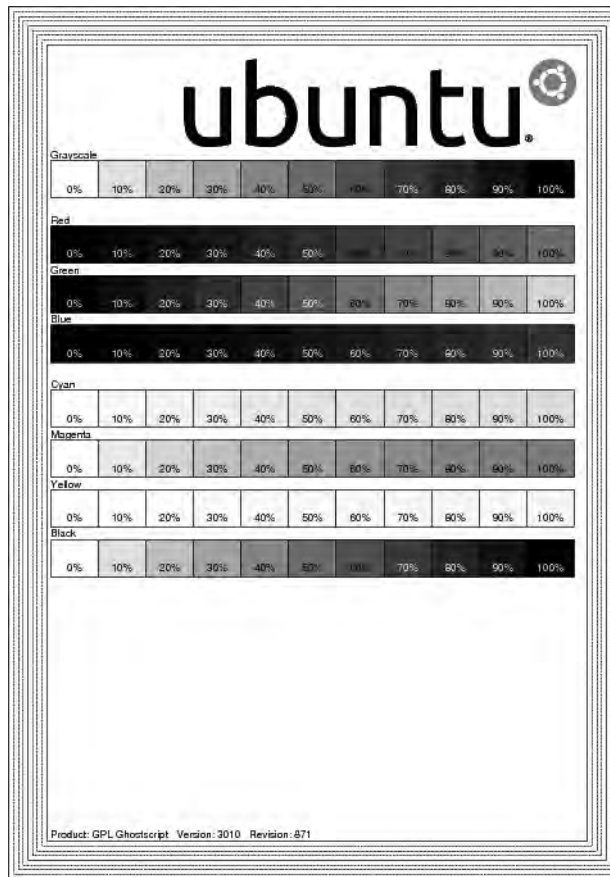 ubuntu®
Grayscale
0% 10% 20% 30% 40% 50% 60% 70% 80% 90% 100%
Red
0% 10% 20% 30% 40% 50% 90% 100%
Green
0% 10% 20% 30% 40% 50% 60% 70% 80% 90% 100%
Blue
0% 10% 20% 30% 40% 50% 60% 70% 80% 90% 100%
Cyan
0% 10% 20% 30% 40% 50% 60% 70% 80% 90% 100%
Magenta
0% 10% 20% 30% 40% 50% 60% 70% 80% 90% 100%
Yellow
0% 10% 20% 30% 40% 50% 60% 70% 80% 90% 100%
Black
0% 10% 20% 30% 40% 50% 60% 70% 80% 90% 100%
Product: GPL Ghostscript Version: 3010 Revision: 871